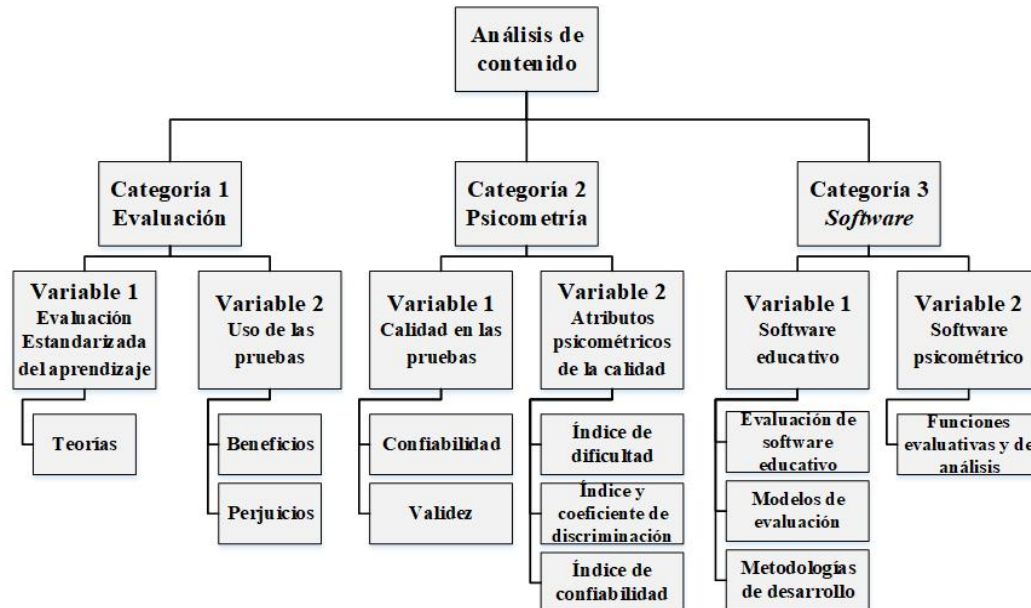 Análisis de
contenido
Categoría 1
Evaluación
Categoría 2
Psicometría
Categoría 3
Software
Variable 1
Evaluación
Estandarizada
del aprendizaje
Variable 2
Uso de las
pruebas
Variable 1
Calidad en las
pruebas
Variable 2
Atributos
psicométricos
de la calidad
Variable 1
Software
educativo
Variable 2
Software
psicométrico
Teorías
Beneficios
Perjuicios
Confiabilidad
Validez
Índice de
dificultad
Índice y
coeficiente de
discriminación
Índice de
confiabilidad
Evaluación de
software
educativo
Modelos de
evaluación
Metodologías
de desarrollo
Funciones
evaluativas y de
análisis